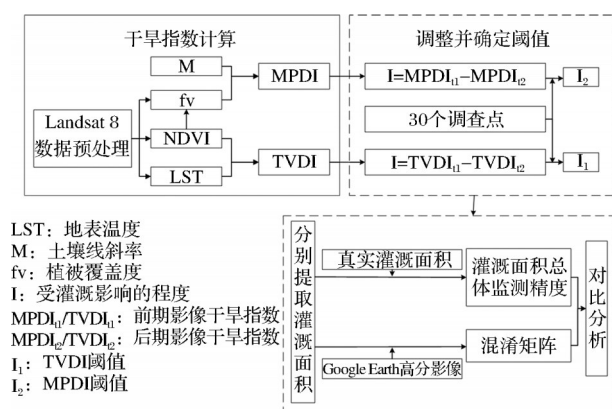 干旱指数计算
调整并确定阈值
Landsat 8
数据预处理
M
fv
NDVI
LST
MPDI
TVDI
I=MPDIt1−MPDIt2
30个调查点
I=TVDIt1−TVDIt2
I2
I1
LST：地表温度
M：土壤线斜率
fv：植被覆盖度
I：受灌溉影响的程度
MPDIt1/TVDIt1：前期影像干旱指数
MPDIt2/TVDIt2：后期影像干旱指数
I1：TVDI阈值
I2：MPDI阈值
分别提取灌溉面积
真实灌溉面积
Google Earth高分影像
灌溉面积总
体监测精度
混淆矩阵
对比分析